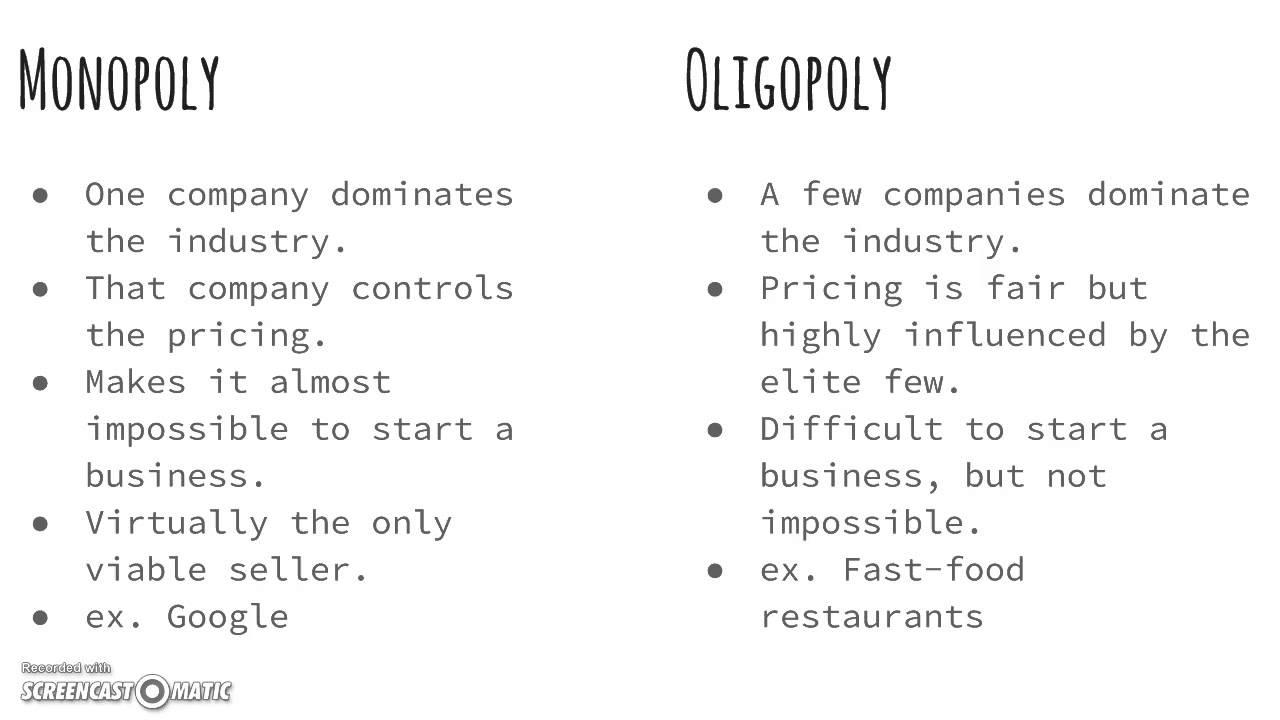 Monopoly
● One company dominates
the industry.
● That company controls
the pricing.
● Makes it almost
impossible to start a
business.
● Virtually the only
viable seller.
● ex. Google
Oligopoly
● A few companies dominate
the industry.
● Pricing is fair but
highly influenced by the
elite few.
● Difficult to start a
business, but not
impossible.
● ex. Fast-food
restaurants
Recorded with
SCREENCAST MATIC